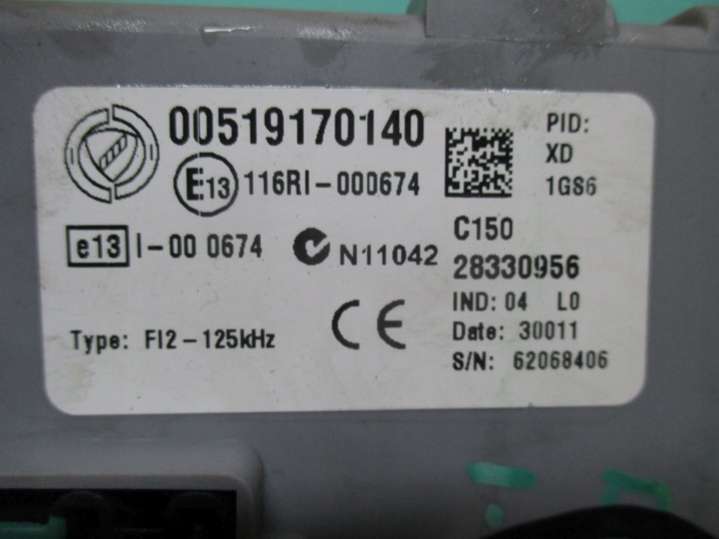 00519170140
E13 116RI-000674
e13 I-00 0674
N11042
Type: FI2-125kHz
CE
PID:
XD
1GS6
C150
28330956
IND: 04 L0
Date: 30011
S/N: 62068406